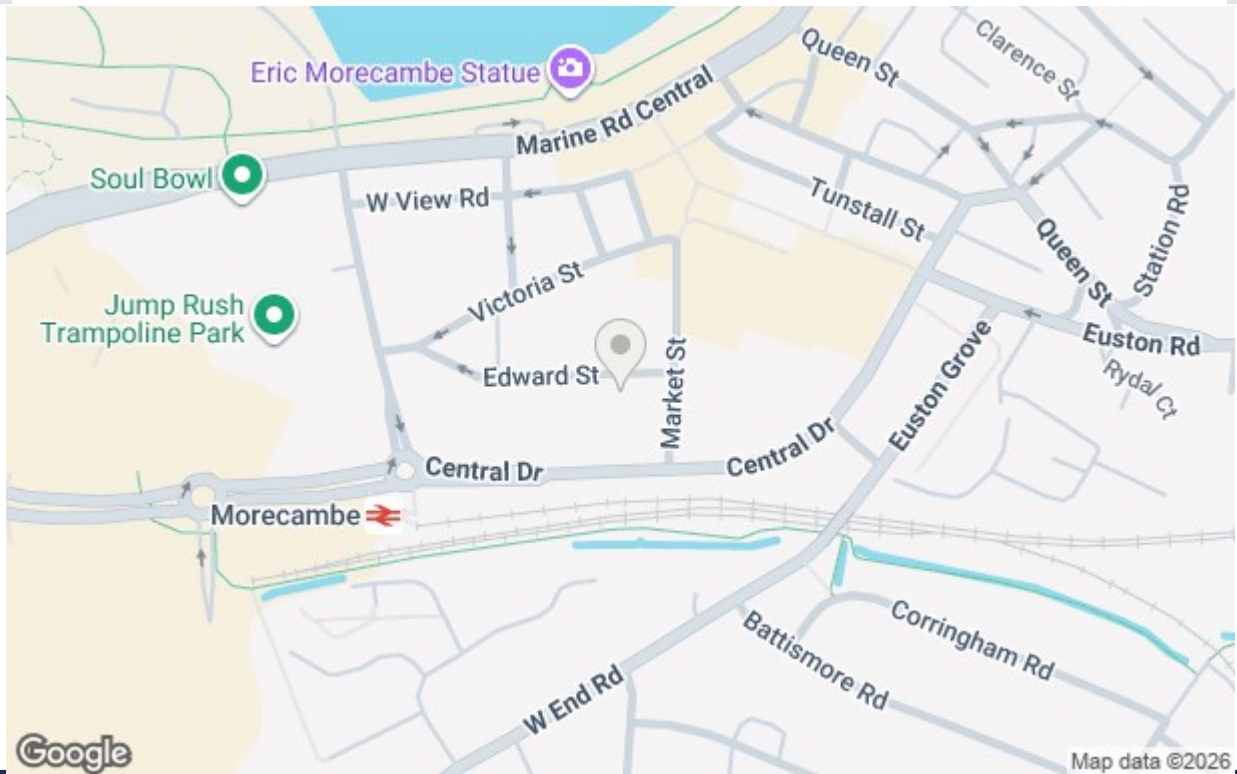 Queen St
Clarence St
Eric Morecambe Statue
Marine Rd Central
Soul Bowl
W View Rd
Tunstall St
Station Rd
Queen St
Victoria St
Jump Rush
Trampoline Park
Euston Rd
Edward St
Market St
Euston Grove
Rydal Ct
Central Dr
Central Dr
Morecambe
Corringham Rd
Battismore Rd
W End Rd
Google
Map data ©2026